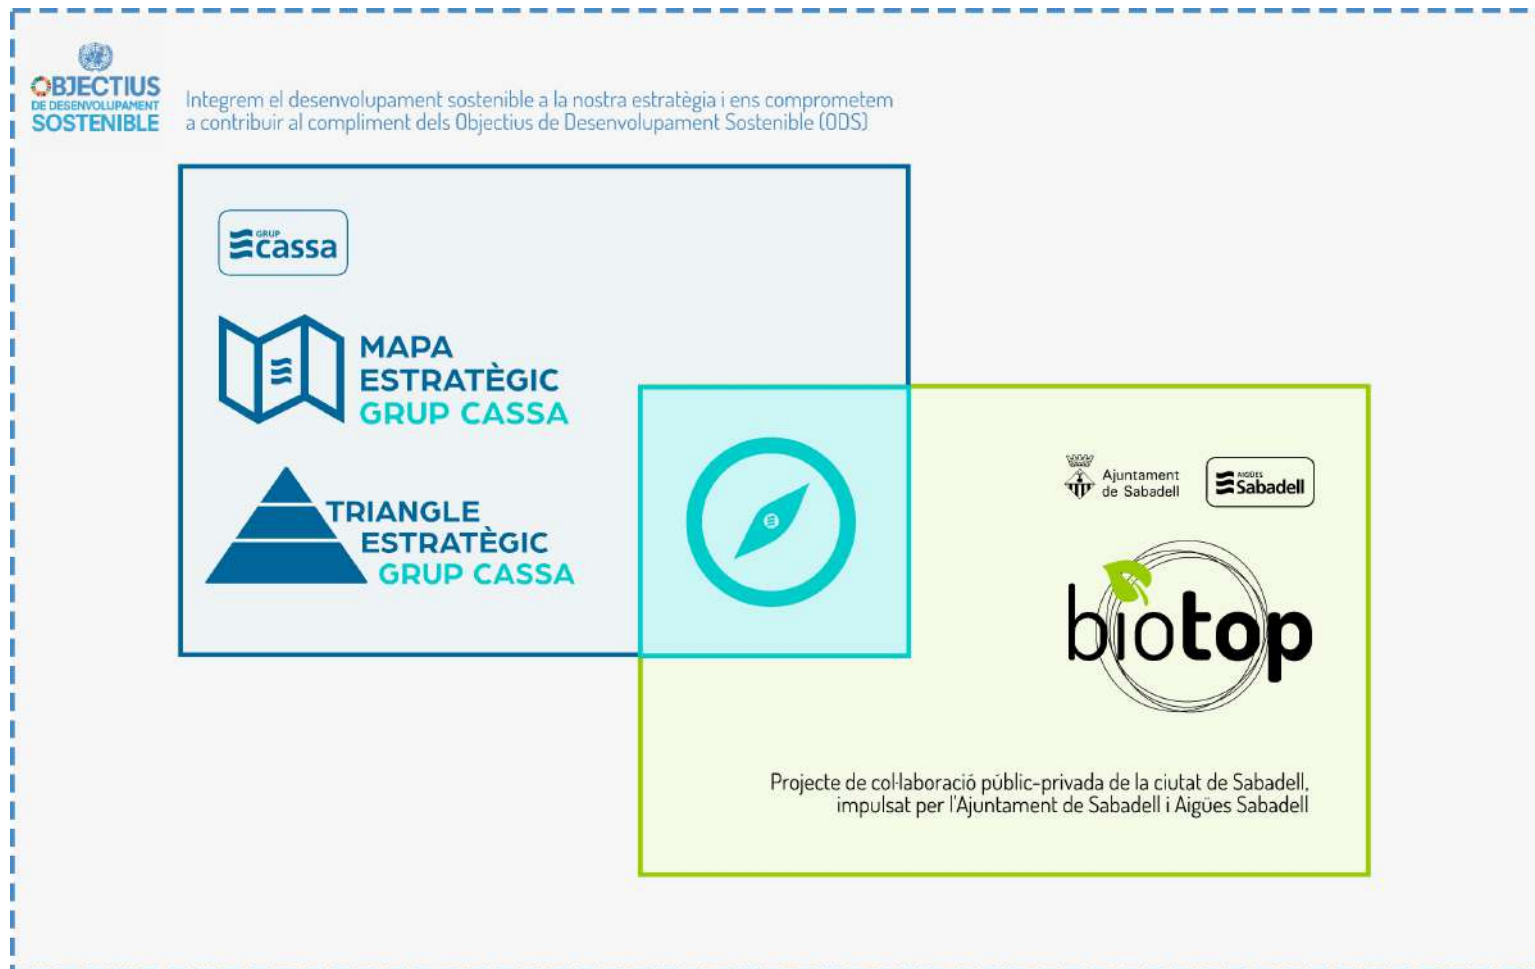 OBJECTIUS
DE DESENVOLUPAMENT
SOSTENIBLE
Integrem el desenvolupament sostenible a la nostra estratègia i ens comprometem
a contribuir al compliment dels Objectius de Desenvolupament Sostenible (ODS)
GRUP
cassa
MAPA
ESTRATÈGIC
GRUP CASSA
TRIANGLE
ESTRATÈGIC
GRUP CASSA
Ajuntament
de Sabadell
AIGÜES
Sabadell
biotop
Projecte de col·laboració públic-privada de la ciutat de Sabadell,
impulsat per l'Ajuntament de Sabadell i Aigües Sabadell